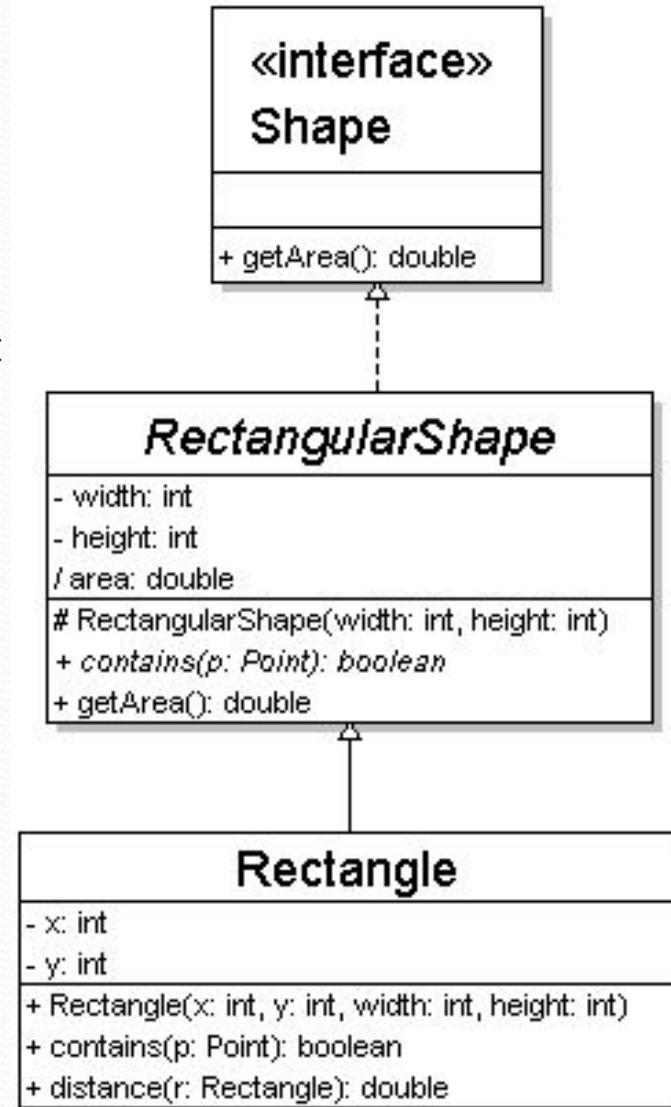 «interface»
Shape
+ getArea(): double
RectangularShape
- width: int
- height: int
/ area: double
# RectangularShape(width: int, height: int)
+ contains(p: Point): boolean
+ getArea(): double
Rectangle
- x: int
- y: int
+ Rectangle(x: int, y: int, width: int, height: int)
+ contains(p: Point): boolean
+ distance(r: Rectangle): double